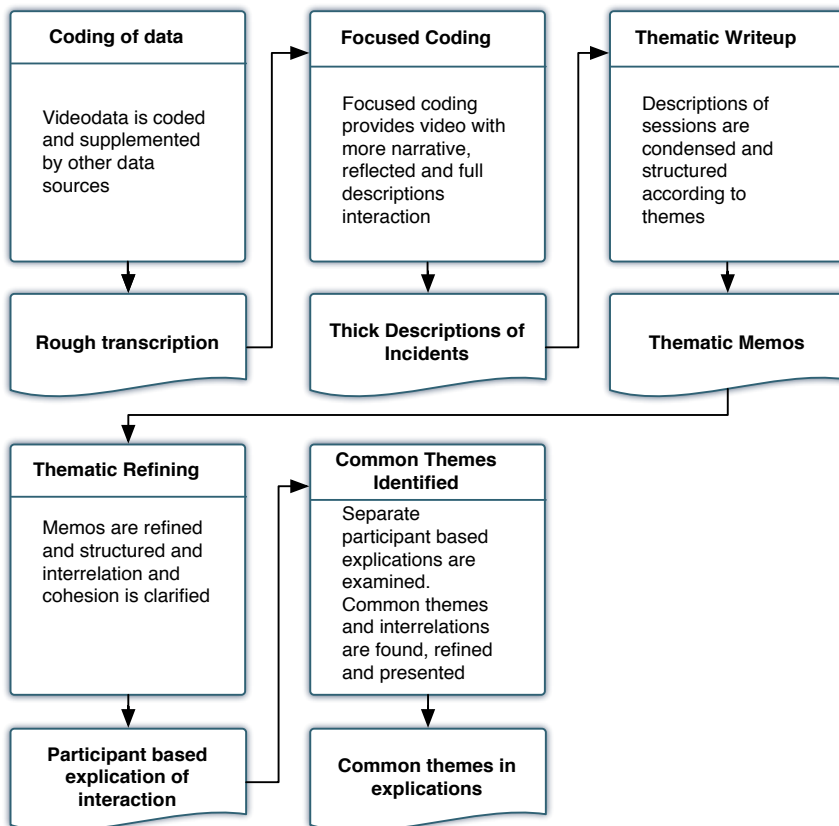 Coding of data
Videodata is coded
and supplemented
by other data
sources
Rough transcription
Focused Coding
Focused coding
provides video with
more narrative,
reflected and full
descriptions
interaction
Thick Descriptions of
Incidents
Thematic Writeup
Descriptions of
sessions are
condensed and
structured
according to
themes
Thematic Memos
Thematic Refining
Memos are refined
and structured and
interrelation and
cohesion is clarified
Participant based
explication of
interaction
Common Themes
Identified
Separate
participant based
explications are
examined.
Common themes
and interrelations
are found, refined
and presented
Common themes in
explications